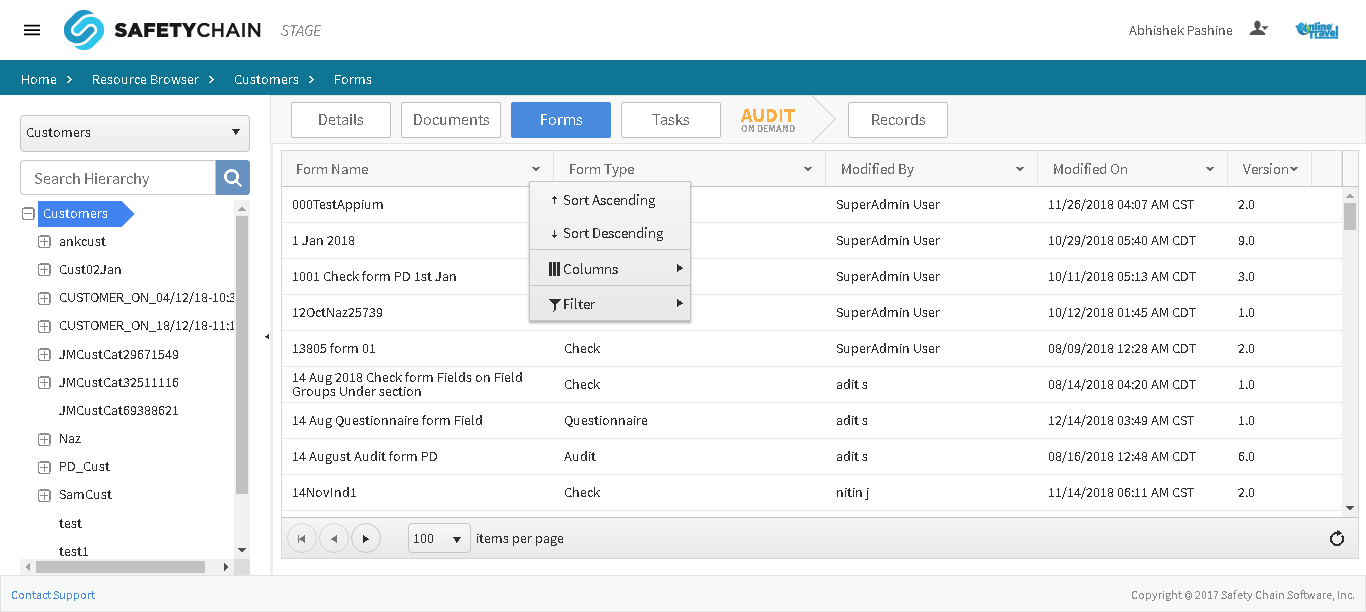 SAFETYCHAIN STAGE
Abhishek Pashine
Online Travel
Home Resource Browser Customers Forms
Customers
Search Hierarchy
Customers
ankcust
Cust02Jan
CUSTOMER_ON_04/12/18-10:3
CUSTOMER_ON_18/12/18-11:1
JMCustCat29671549
JMCustCat32511116
JMCustCat69388621
Naz
PD_Cust
SamCust
test
test1
Details Documents Forms Tasks AUDIT ON DEMAND Records
Form Name Form Type Modified By Modified On Version
000TestAppium SuperAdmin User 11/26/2018 04:07 AM CST 2.0
1 Jan 2018 SuperAdmin User 10/29/2018 05:40 AM CDT 9.0
1001 Check form PD 1st Jan SuperAdmin User 10/11/2018 05:13 AM CDT 3.0
12OctNaz25739 SuperAdmin User 10/12/2018 01:45 AM CDT 1.0
13805 form 01 Check SuperAdmin User 08/09/2018 12:28 AM CDT 2.0
14 Aug 2018 Check form Fields on Field
Groups Under section Check adit s 08/14/2018 04:20 AM CDT 1.0
14 Aug Questionnaire form Field Questionnaire adit s 12/14/2018 03:49 AM CST 1.0
14 August Audit form PD Audit adit s 08/16/2018 12:48 AM CDT 6.0
14NovInd1 Check nitin j 11/14/2018 06:11 AM CST 2.0
Sort Ascending
Sort Descending
Columns
Filter
100 items per page
Contact Support
Copyright © 2017 Safety Chain Software, Inc.